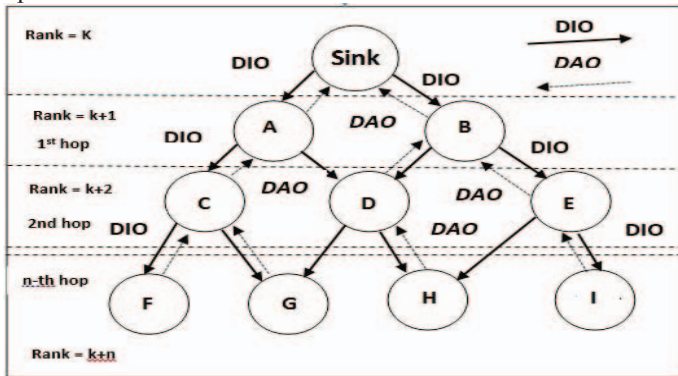 Rank = K
DIO
Sink
DIO
DIO
DAO
Rank = k+1
1st hop
DIO
A
DAO
B
DIO
Rank = k+2
2nd hop
DIO
C
DAO
D
DAO
E
DAO
DIO
n-th hop
F
G
H
I
Rank = k+n